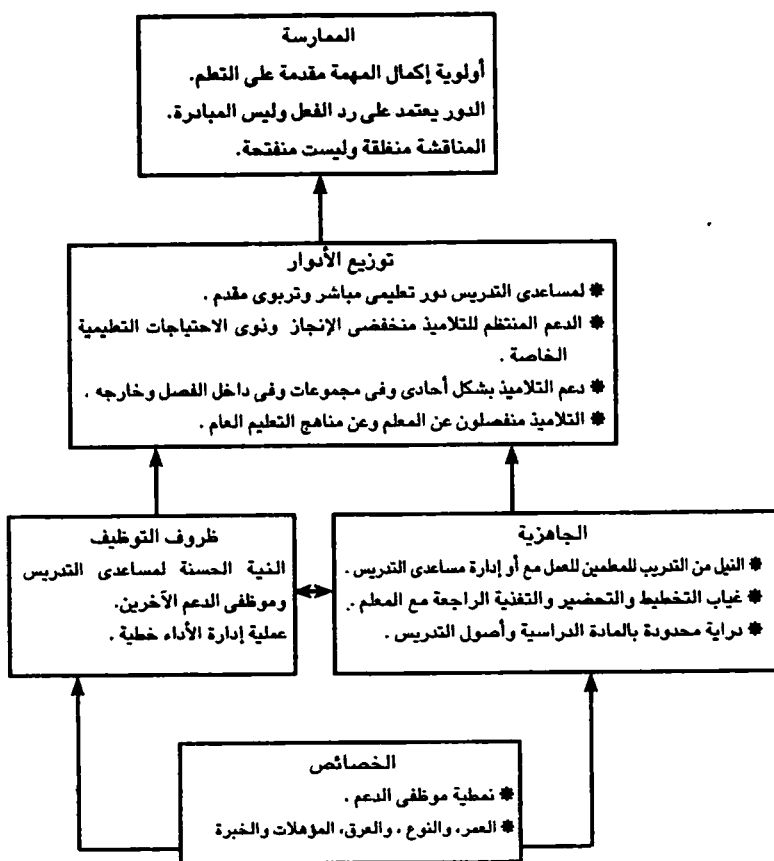 الممارسة
أولوية إكمال المهمة مقدمة على التعلم.
الدور يعتمد على رد الفعل وليس المبادرة.
المناقشة منغلقة وليست منفتحة.
توزيع الأدوار
* لمساعدى التدريس دور تعليمى مباشر وتربوى مقدم .
* الدعم المنتظم للتلاميذ منخفضى الإنجاز وذوى الاحتياجات التعليمية
الخاصة .
* دعم التلاميذ بشكل أحادى وفى مجموعات وفى داخل الفصل وخارجه .
* التلاميذ منفصلون عن المعلم وعن مناهج التعليم العام .
الجاهزية
* النيل من التدريب للمعلمين للعمل مع أو إدارة مساعدى التدريس .
* غياب التخطيط والتحضير والتغذية الراجعة مع المعلم .
* دراية محدودة بالمادة الدراسية وأصول التدريس .
ظروف التوظيف
النية الحسنة لمساعدى التدريس
وموظفى الدعم الآخرين.
عملية إدارة الأداء خطية .
الخصائص
* نمطية موظفى الدعم .
* العمر، والنوع ، والعرق، المؤهلات والخبرة